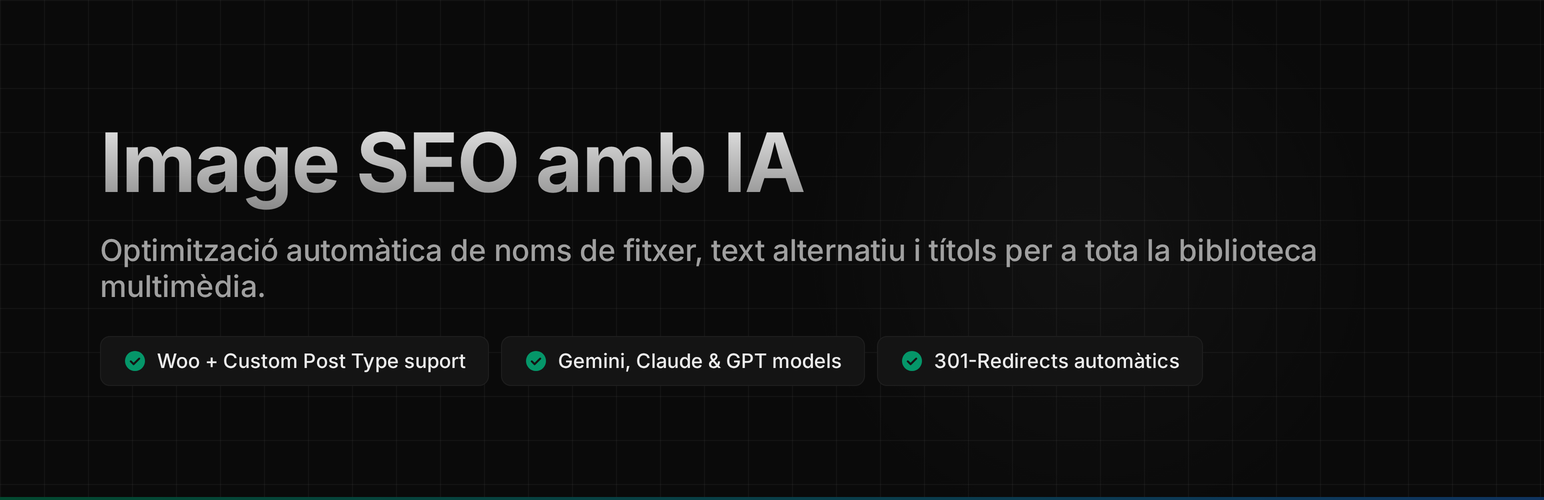 Image SEO amb IA
Optimització automàtica de noms de fitxer, text alternatiu i títols per a tota la biblioteca
multimèdia.
Woo + Custom Post Type suport
Gemini, Claude & GPT models
301-Redirects automàtics